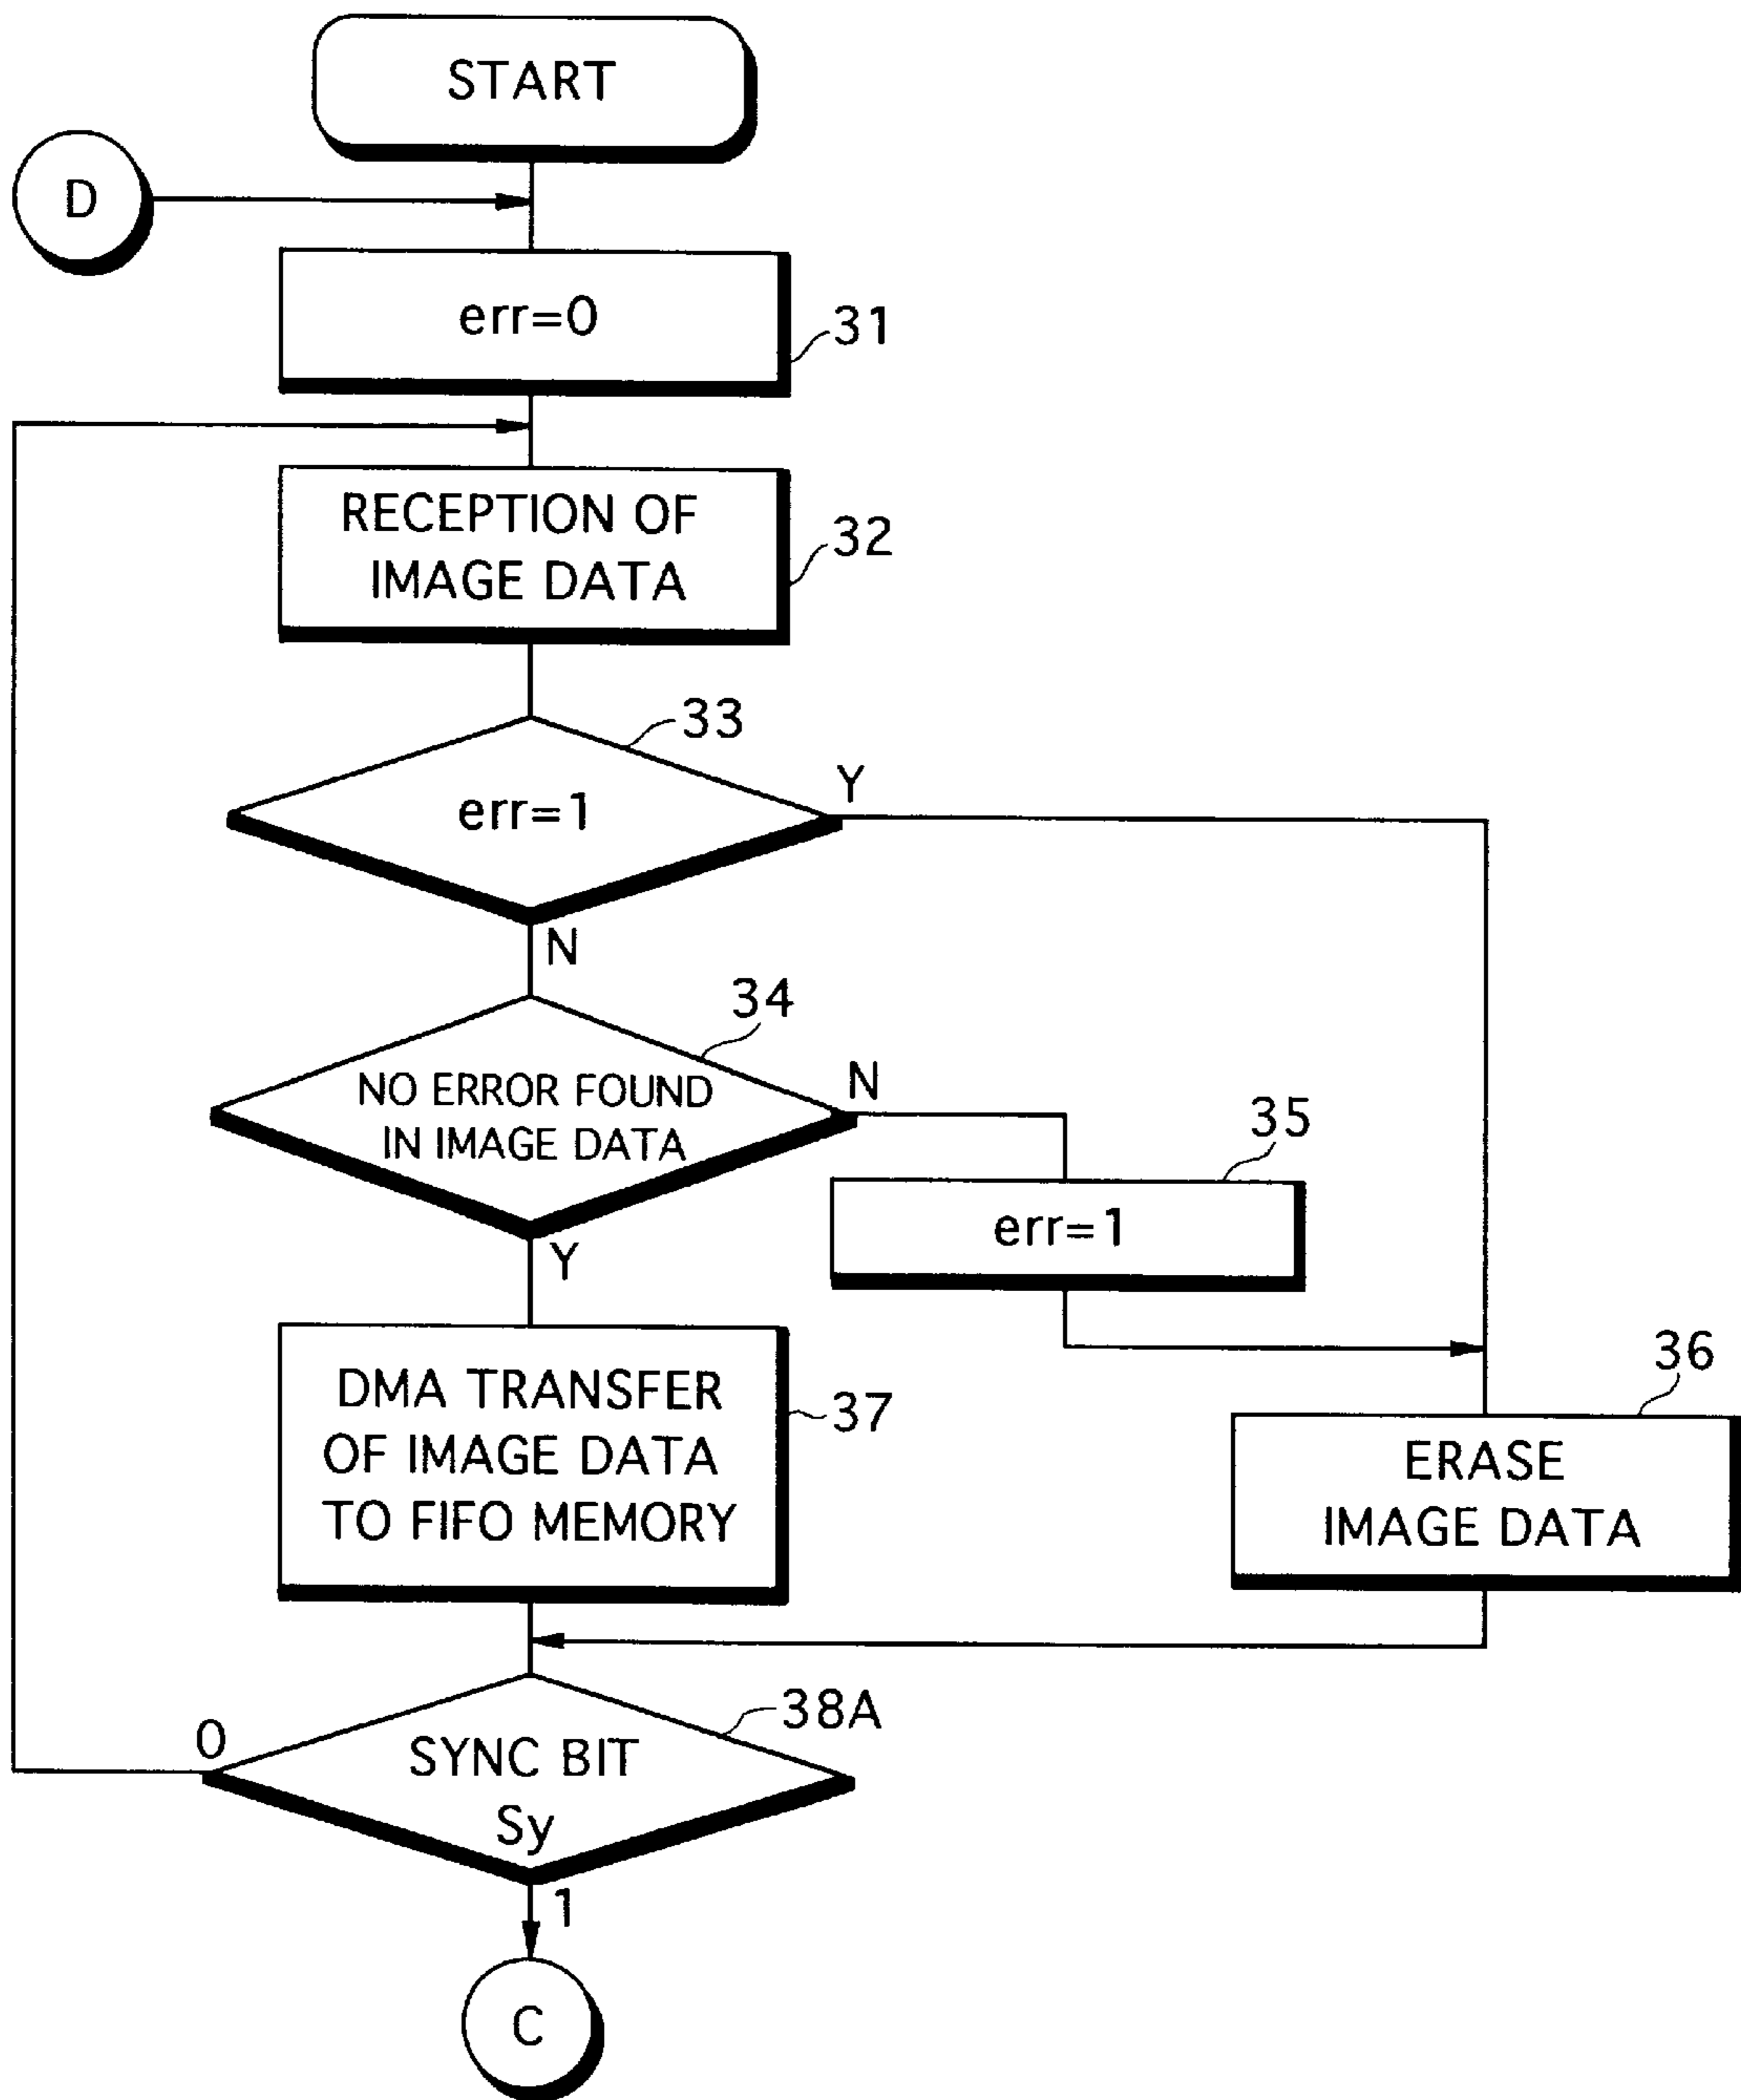 START
D
err=0
31
RECEPTION OF
IMAGE DATA
32
33
err=1
Y
N
34
NO ERROR FOUND
IN IMAGE DATA
N
Y
35
err=1
DMA TRANSFER
OF IMAGE DATA
TO FIFO MEMORY
37
36
ERASE
IMAGE DATA
38A
0
SYNC BIT
Sy
1
C